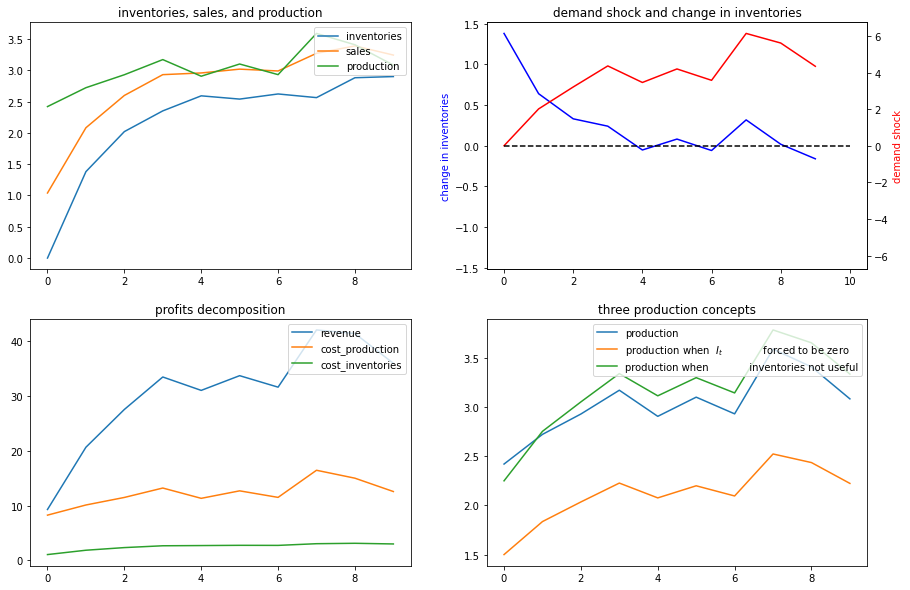 inventories, sales, and production
3.5
3.0
2.5
2.0
1.5
1.0
0.5
0.0
0 2 4 6 8
inventories
sales
production
demand shock and change in inventories
change in inventories
1.5
1.0
0.5
0.0
−0.5
−1.0
−1.5
0 2 4 6 8 10
6
4
2
0
−2
−4
−6
demand shock
profits decomposition
40
30
20
10
0
0 2 4 6 8
revenue
cost_production
cost_inventories
three production concepts
3.5
3.0
2.5
2.0
1.5
0 2 4 6 8
production
production when I_t forced to be zero
production when inventories not useful